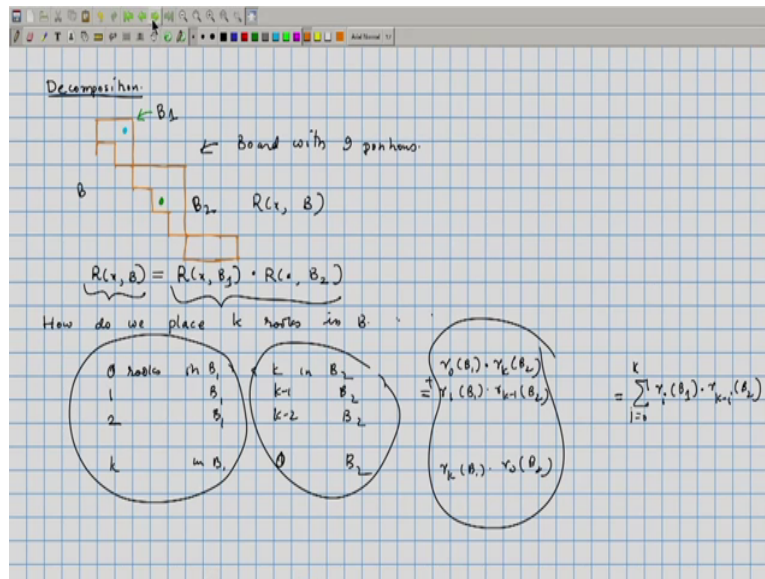 Decomposition.
B1
← Board with 9 portions.
B B2. R(x, B)
R(x, B) = R(x, B1) · R(x, B2)
How do we place k rooks in B.
0 rooks in B1 k in B2 r0(B1) · rk(B2)
1 B1 k-1 B2 =+ r1(B1) · rk-1(B2) = ∑ i=0 k ri(B1) · rk-i(B2)
2 B1 k-2 B2
k in B1 0 B2 rk(B1) · r0(B2)